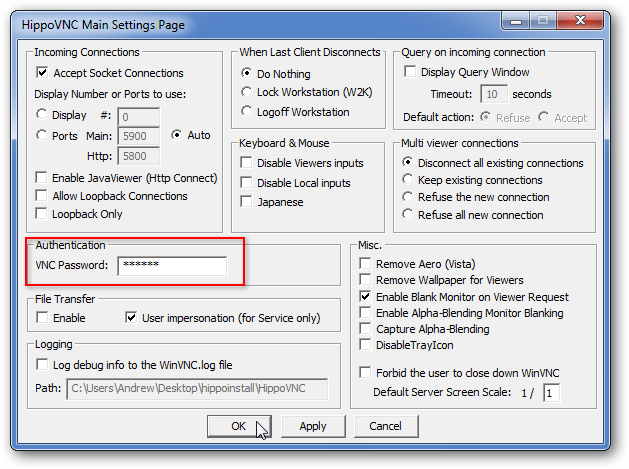 HippoVNC Main Settings Page
Incoming Connections
Accept Socket Connections
Display Number or Ports to use:
Display #: 0
Ports Main: 5900 Auto
Http: 5800
Enable JavaViewer (Http Connect)
Allow Loopback Connections
Loopback Only
When Last Client Disconnects
Do Nothing
Lock Workstation (W2K)
Logoff Workstation
Keyboard & Mouse
Disable Viewers inputs
Disable Local inputs
Japanese
Query on incoming connection
Display Query Window
Timeout: 10 seconds
Default action: Refuse Accept
Multi viewer connections
Disconnect all existing connections
Keep existing connections
Refuse the new connection
Refuse all new connection
Authentication
VNC Password: ******
File Transfer
Enable User impersonation (for Service only)
Logging
Log debug info to the WinVNC.log file
Path: C:\Users\Andrew\Desktop\hippoinstall\HippoVNC
Misc.
Remove Aero (Vista)
Remove Wallpaper for Viewers
Enable Blank Monitor on Viewer Request
Enable Alpha-Blending Monitor Blanking
Capture Alpha-Blending
DisableTrayIcon
Forbid the user to close down WinVNC
Default Server Screen Scale: 1 / 1
OK Apply Cancel